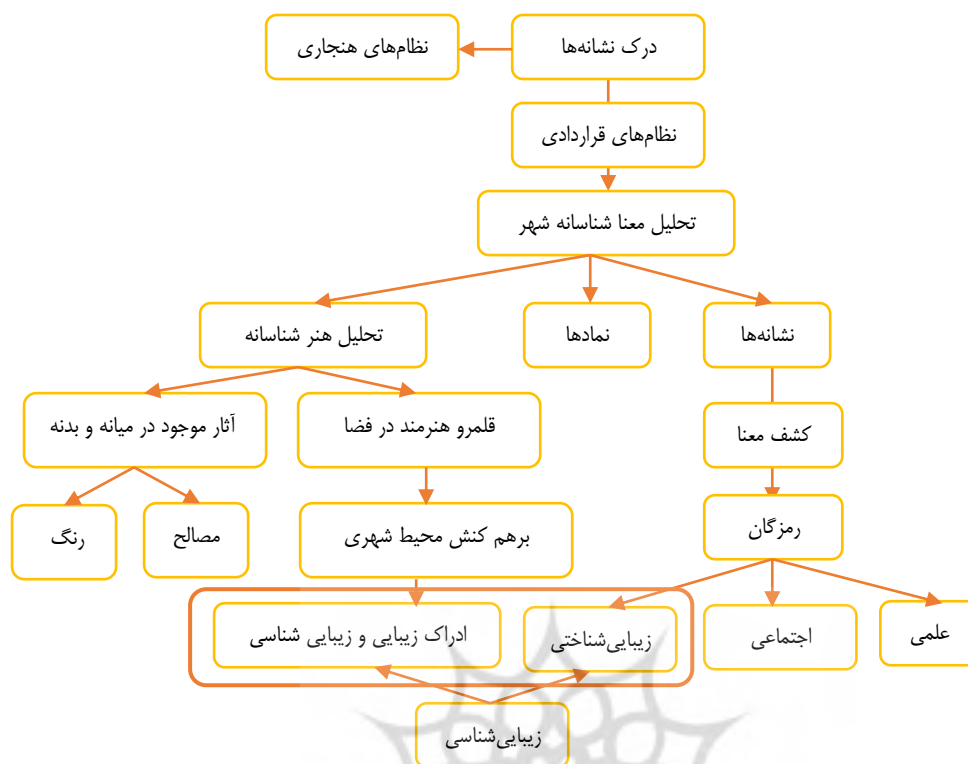 درک نشانه‌ها
نظام‌های هنجاری
نظام‌های قراردادی
تحلیل معنا شناسانه شهر
نشانه‌ها
نمادها
تحلیل هنر شناسانه
کشف معنا
قلمرو هنرمند در فضا
آثار موجود در میانه و بدنه
رمزگان
برهم کنش محیط شهری
مصالح
رنگ
علمی
اجتماعی
زیبایی‌شناختی
ادراک زیبایی و زیبایی شناسی
زیبایی‌شناسی